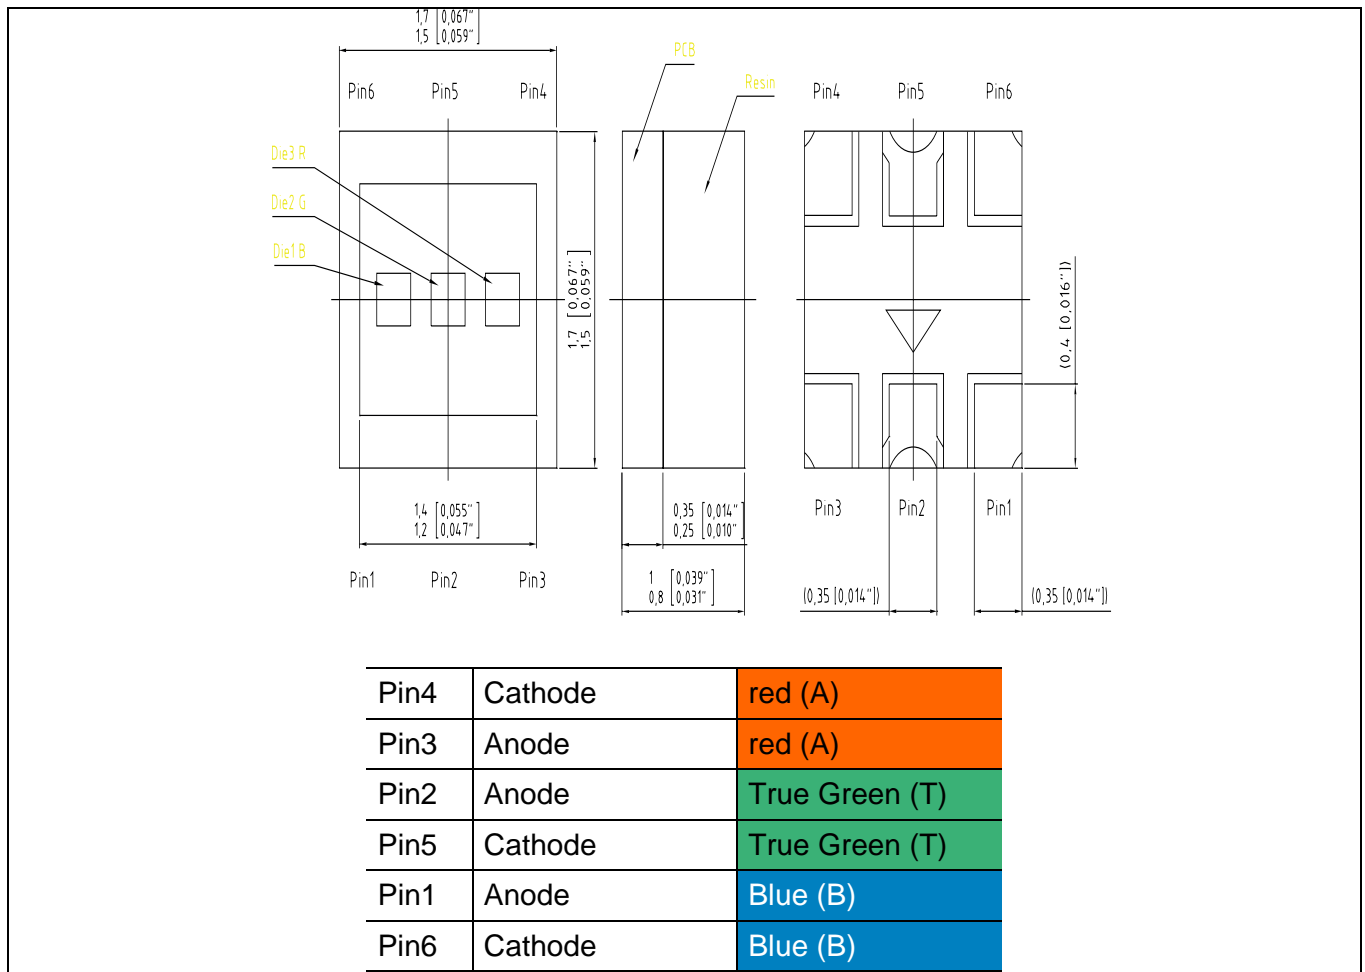 1,7 [0,067"]
1,5 [0,059"]
Pin6 Pin5 Pin4
PCB
Resin
Pin4 Pin5 Pin6
Die3 R
Die2 G
Die1 B
1,7 [0,067"]
1,5 [0,059"]
(0,4 [0,016"])
1,4 [0,055"]
1,2 [0,047"]
0,35 [0,014"]
0,25 [0,010"]
Pin3 Pin2 Pin1
Pin1 Pin2 Pin3
1 [0,039"]
0,8 [0,031"]
(0,35 [0,014"])
(0,35 [0,014"])
Pin4 Cathode red (A)
Pin3 Anode red (A)
Pin2 Anode True Green (T)
Pin5 Cathode True Green (T)
Pin1 Anode Blue (B)
Pin6 Cathode Blue (B)